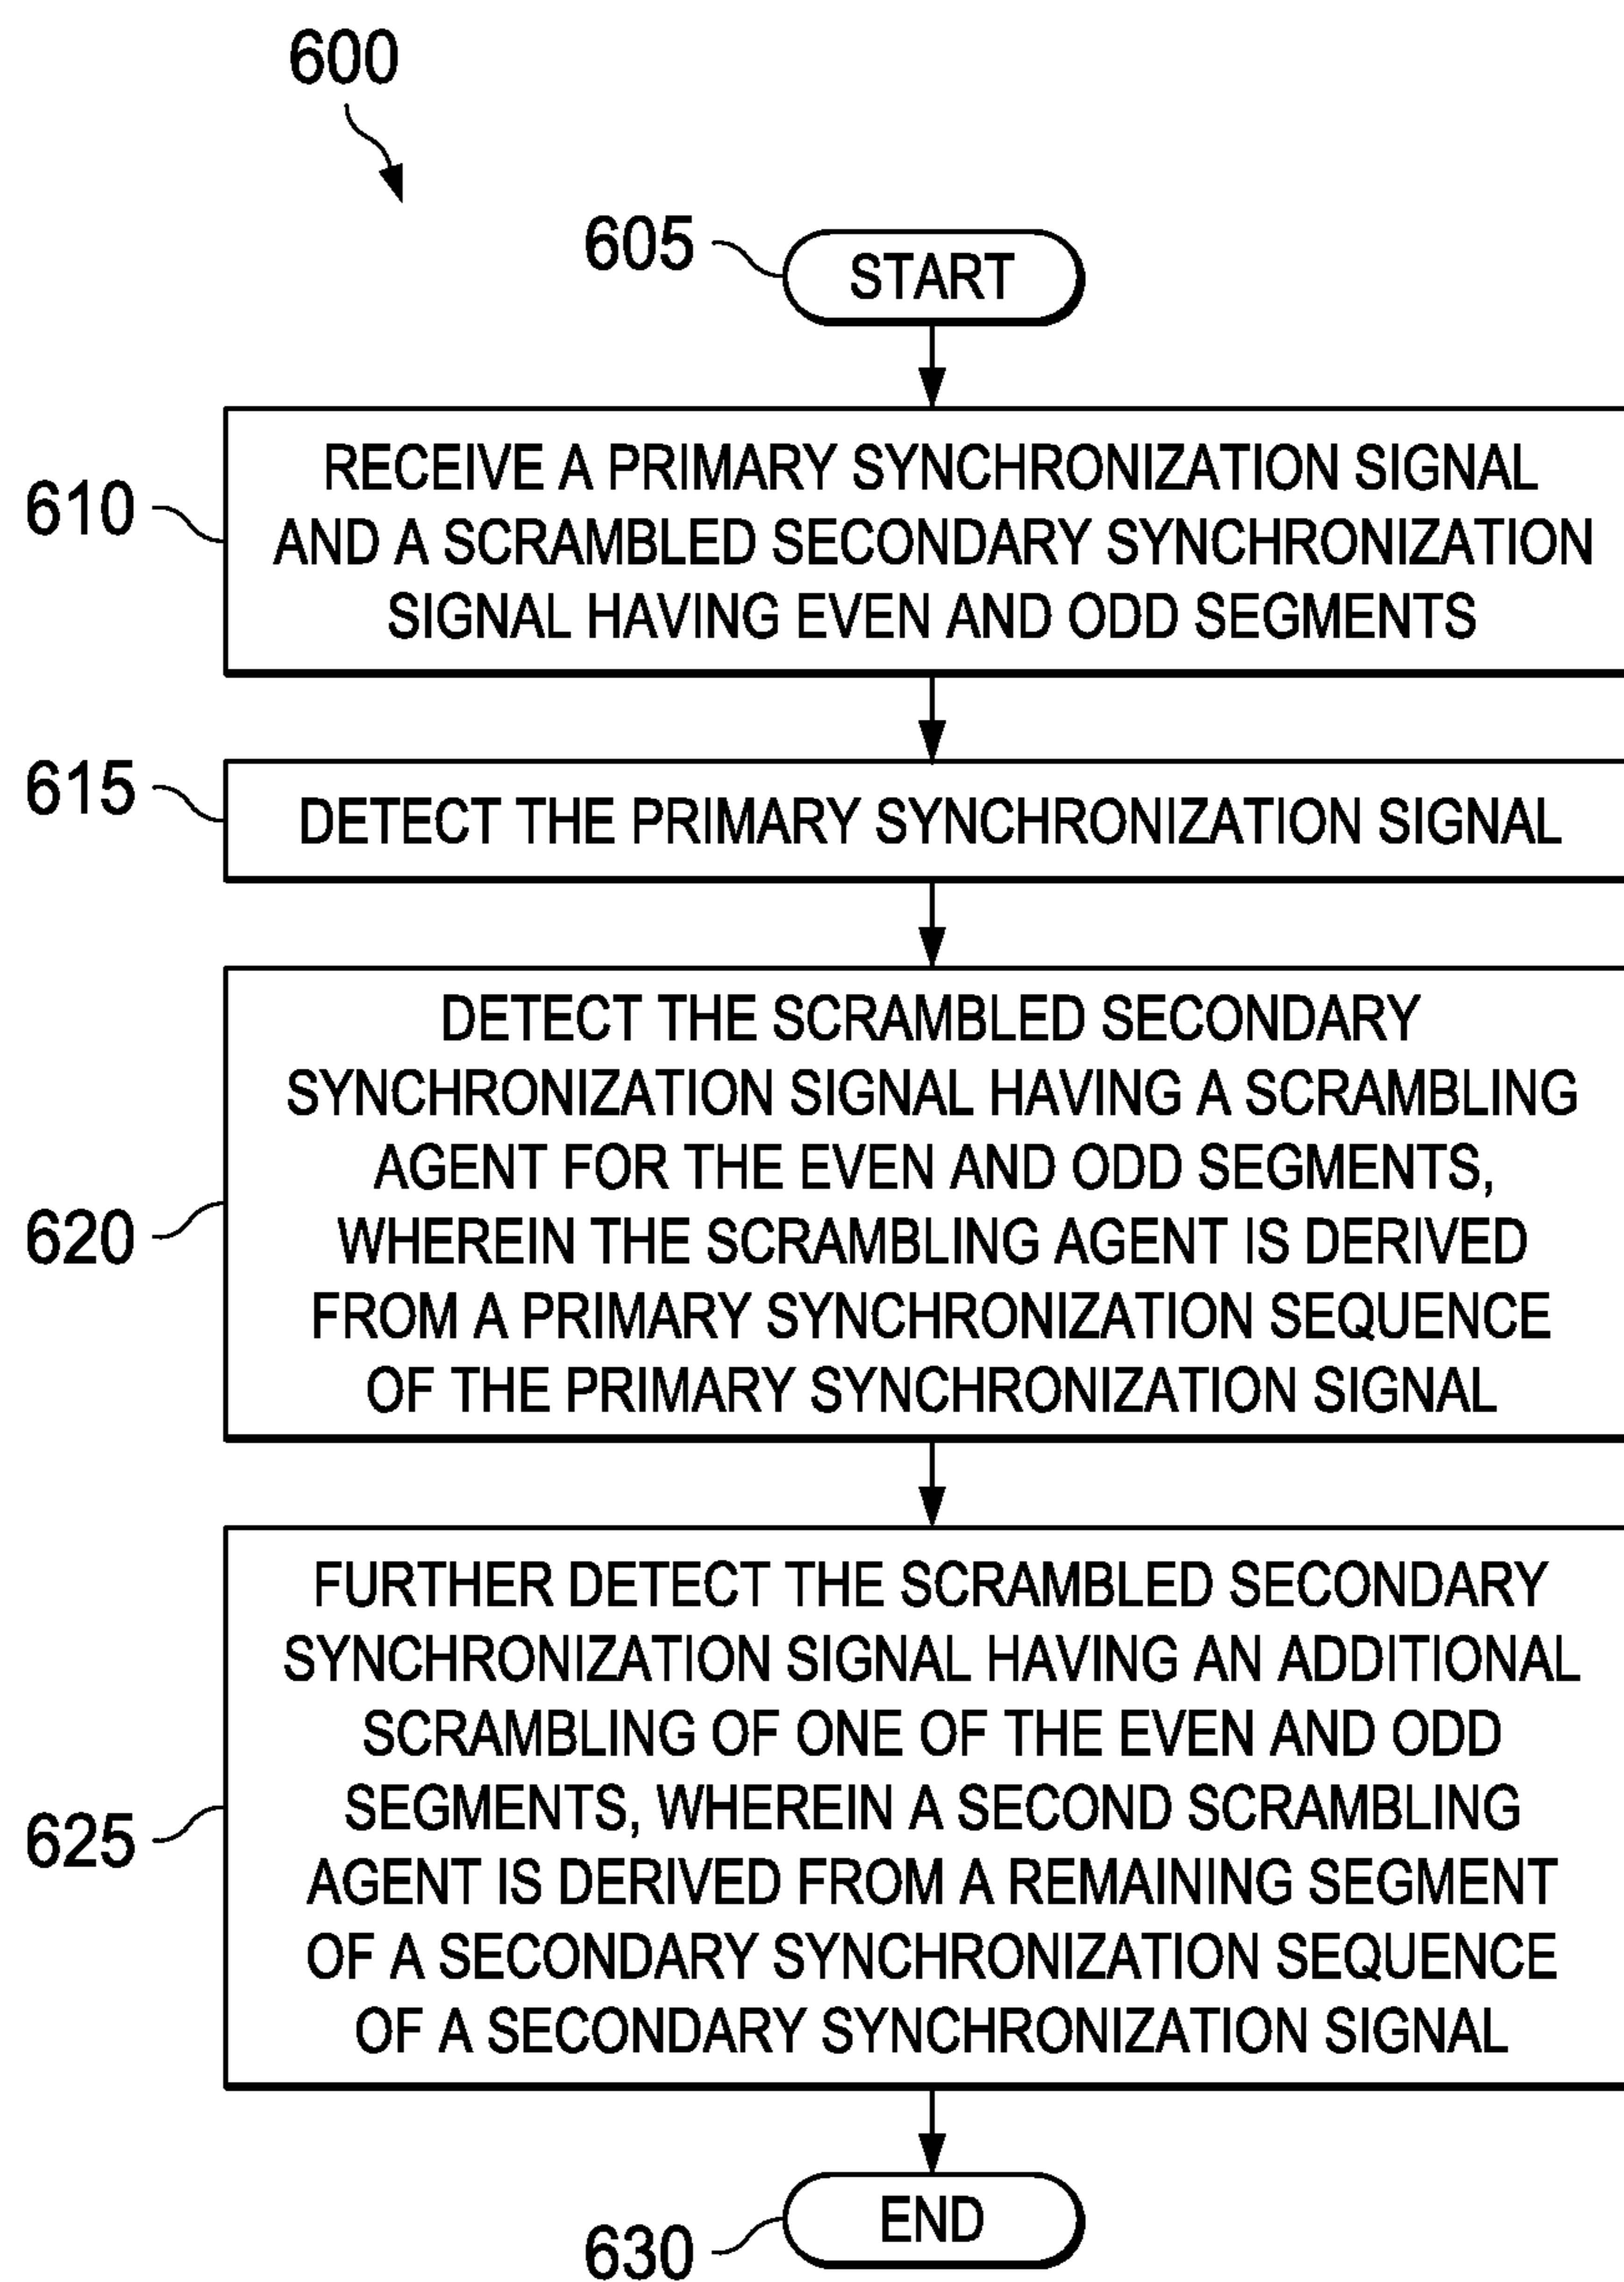 600
605
START
610
RECEIVE A PRIMARY SYNCHRONIZATION SIGNAL
AND A SCRAMBLED SECONDARY SYNCHRONIZATION
SIGNAL HAVING EVEN AND ODD SEGMENTS
615
DETECT THE PRIMARY SYNCHRONIZATION SIGNAL
620
DETECT THE SCRAMBLED SECONDARY
SYNCHRONIZATION SIGNAL HAVING A SCRAMBLING
AGENT FOR THE EVEN AND ODD SEGMENTS,
WHEREIN THE SCRAMBLING AGENT IS DERIVED
FROM A PRIMARY SYNCHRONIZATION SEQUENCE
OF THE PRIMARY SYNCHRONIZATION SIGNAL
625
FURTHER DETECT THE SCRAMBLED SECONDARY
SYNCHRONIZATION SIGNAL HAVING AN ADDITIONAL
SCRAMBLING OF ONE OF THE EVEN AND ODD
SEGMENTS, WHEREIN A SECOND SCRAMBLING
AGENT IS DERIVED FROM A REMAINING SEGMENT
OF A SECONDARY SYNCHRONIZATION SEQUENCE
OF A SECONDARY SYNCHRONIZATION SIGNAL
END
630